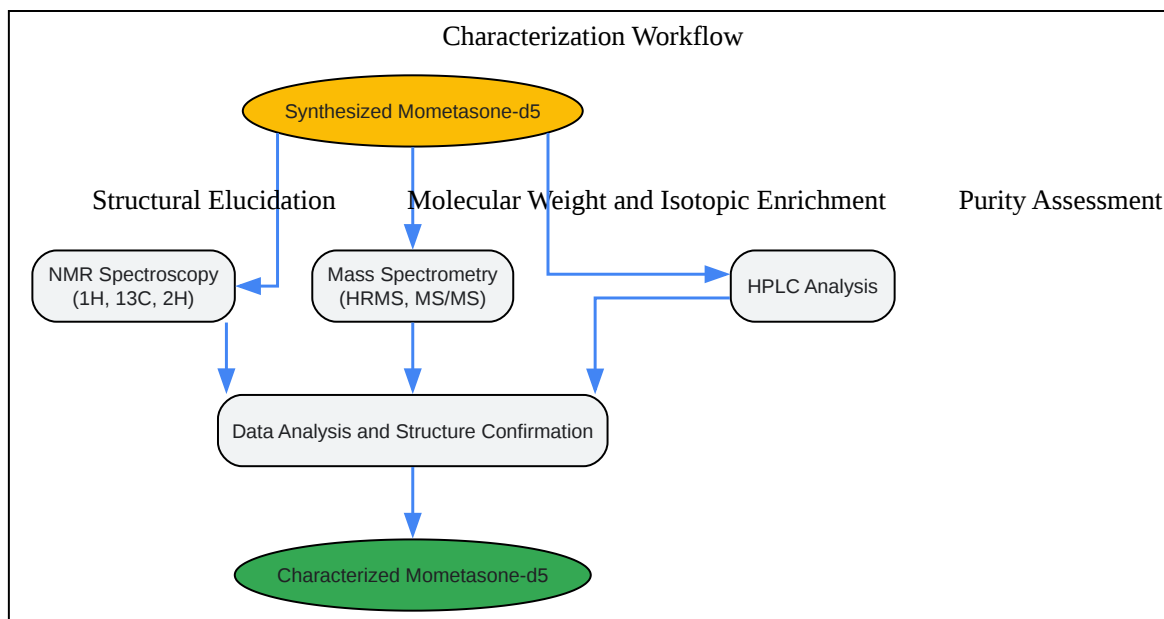 Characterization Workflow
Synthesized Mometasone-d5
Structural Elucidation
Molecular Weight and Isotopic Enrichment
Purity Assessment
NMR Spectroscopy
(1H, 13C, 2H)
Mass Spectrometry
(HRMS, MS/MS)
HPLC Analysis
Data Analysis and Structure Confirmation
Characterized Mometasone-d5